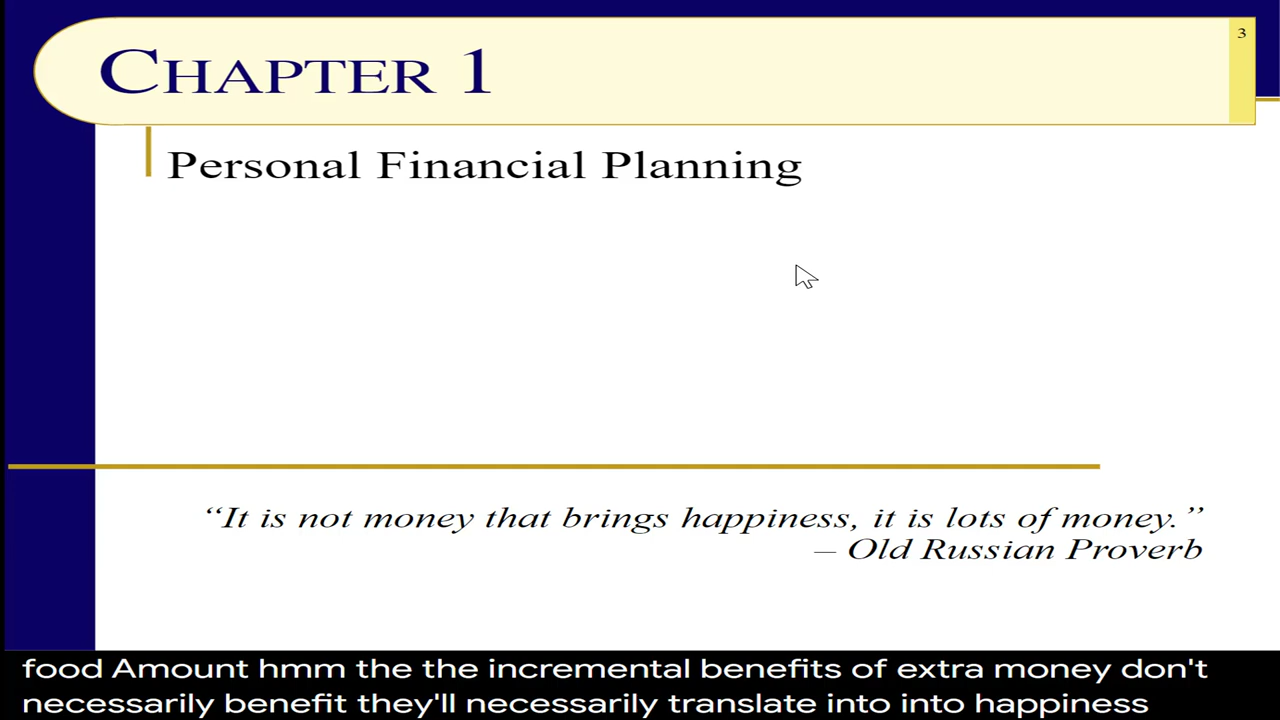 3
CHAPTER 1
Personal Financial Planning
“It is not money that brings happiness, it is lots of money.”
– Old Russian Proverb
food Amount hmm the the incremental benefits of extra money don't
necessarily benefit they'll necessarily translate into into happiness